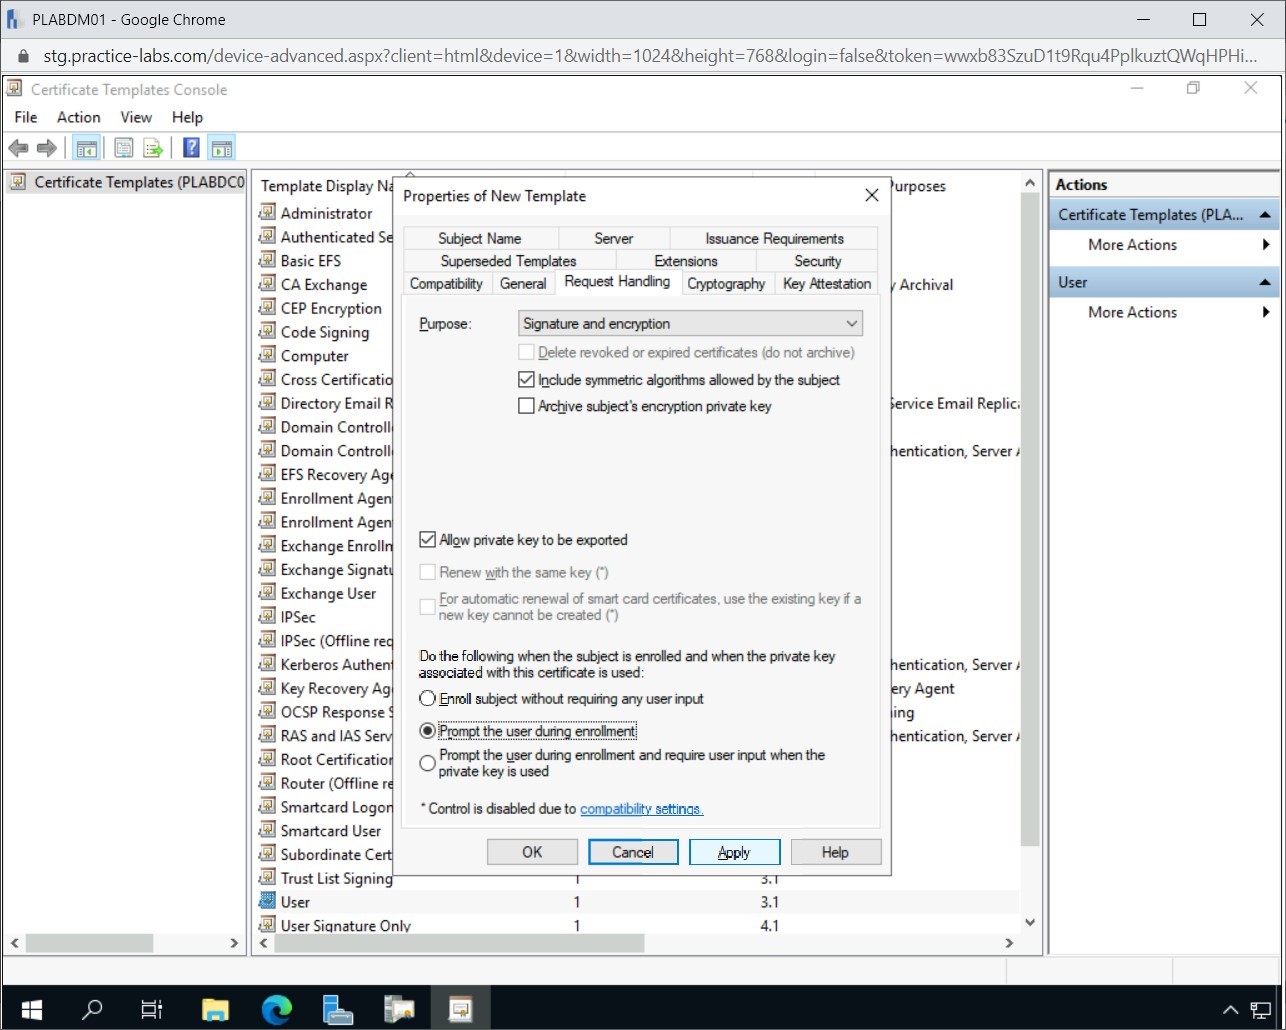 PLABDM01 - Google Chrome
stg.practice-labs.com/device-advanced.aspx?client=html&device=1&width=1024&height=768&login=false&token=wwxb83SzuD1t9Rqu4PplkuztQWqHPHi...
Certificate Templates Console
File Action View Help
Certificate Templates (PLABDC0
Template Display Na
urposes
Administrator
Authenticated Se
Basic EFS
CA Exchange
y Archival
CEP Encryption
Code Signing
Computer
Cross Certificatio
Directory Email R
Service Email Replica
Domain Controll
Domain Controll
hentication, Server A
EFS Recovery Age
Enrollment Agen
Enrollment Agen
Exchange Enrolln
Exchange Signatu
Exchange User
IPSec
IPSec (Offline req
Kerberos Authent
hentication, Server A
Key Recovery Ag
ery Agent
OCSP Response S
ing
RAS and IAS Serv
hentication, Server A
Root Certification
Router (Offline re
Smartcard Logon
Smartcard User
Subordinate Cert
Trust List Signing 1 3.1
User 1 3.1
User Signature Only 1 4.1
Properties of New Template
Subject Name Server Issuance Requirements
Superseded Templates Extensions Security
Compatibility General Request Handling Cryptography Key Attestation
Purpose: Signature and encryption
Delete revoked or expired certificates (do not archive)
Include symmetric algorithms allowed by the subject
Archive subject's encryption private key
Allow private key to be exported
Renew with the same key (*)
For automatic renewal of smart card certificates, use the existing key if a
new key cannot be created (*)
Do the following when the subject is enrolled and when the private key
associated with this certificate is used:
Enroll subject without requiring any user input
Prompt the user during enrollment
Prompt the user during enrollment and require user input when the
private key is used
* Control is disabled due to compatibility settings.
OK Cancel Apply Help
Actions
Certificate Templates (PLA...
More Actions
User
More Actions